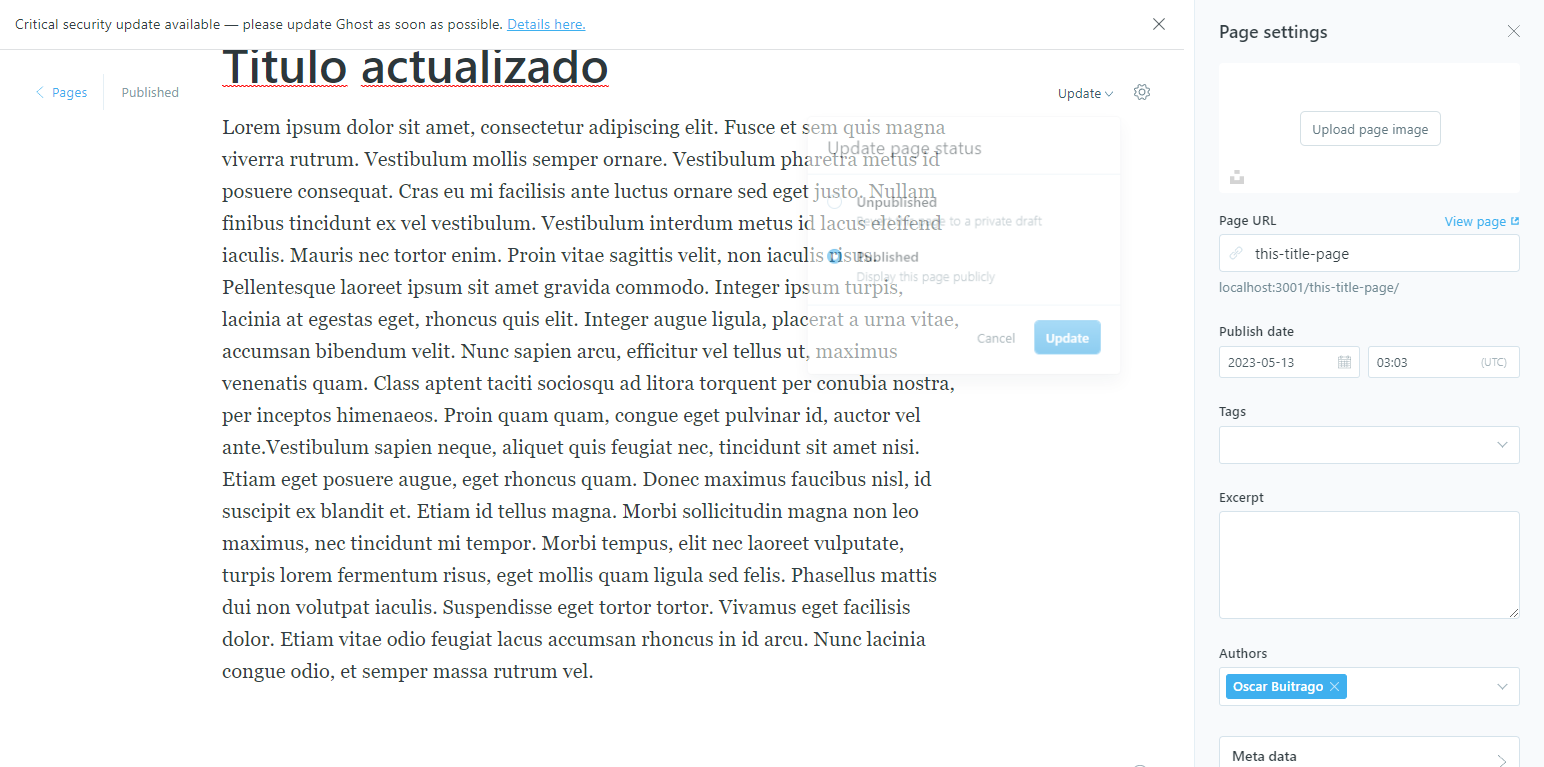 Critical security update available — please update Ghost as soon as possible. Details here.
Titulo actualizado
Pages
Published
Update
Lorem ipsum dolor sit amet, consectetur adipiscing elit. Fusce et sem quis magna
viverra rutrum. Vestibulum mollis semper ornare. Vestibulum pharetra metus id
posuere consequat. Cras eu mi facilisis ante luctus ornare sed eget justo. Nullam
finibus tincidunt ex vel vestibulum. Vestibulum interdum metus id lacus eleifend
iaculis. Mauris nec tortor enim. Proin vitae sagittis velit, non iaculis risus.
Pellentesque laoreet ipsum sit amet gravida commodo. Integer ipsum turpis,
lacinia at egestas eget, rhoncus quis elit. Integer augue ligula, placerat a urna vitae,
accumsan bibendum velit. Nunc sapien arcu, efficitur vel tellus ut, maximus
venenatis quam. Class aptent taciti sociosqu ad litora torquent per conubia nostra,
per inceptos himenaeos. Proin quam quam, congue eget pulvinar id, auctor vel
ante.Vestibulum sapien neque, aliquet quis feugiat nec, tincidunt sit amet nisi.
Etiam eget posuere augue, eget rhoncus quam. Donec maximus faucibus nisl, id
suscipit ex blandit et. Etiam id tellus magna. Morbi sollicitudin magna non leo
maximus, nec tincidunt mi tempor. Morbi tempus, elit nec laoreet vulputate,
turpis lorem fermentum risus, eget mollis quam ligula sed felis. Phasellus mattis
dui non volutpat iaculis. Suspendisse eget tortor tortor. Vivamus eget facilisis
dolor. Etiam vitae odio feugiat lacus accumsan rhoncus in id arcu. Nunc lacinia
congue odio, et semper massa rutrum vel.
Update page status
Unpublished
Revert this page to a private draft
Published
Display this page publicly
Cancel
Update
Page settings
Upload page image
Page URL
View page
this-title-page
localhost:3001/this-title-page/
Publish date
2023-05-13
03:03
(UTC)
Tags
Excerpt
Authors
Oscar Buitrago
Meta data